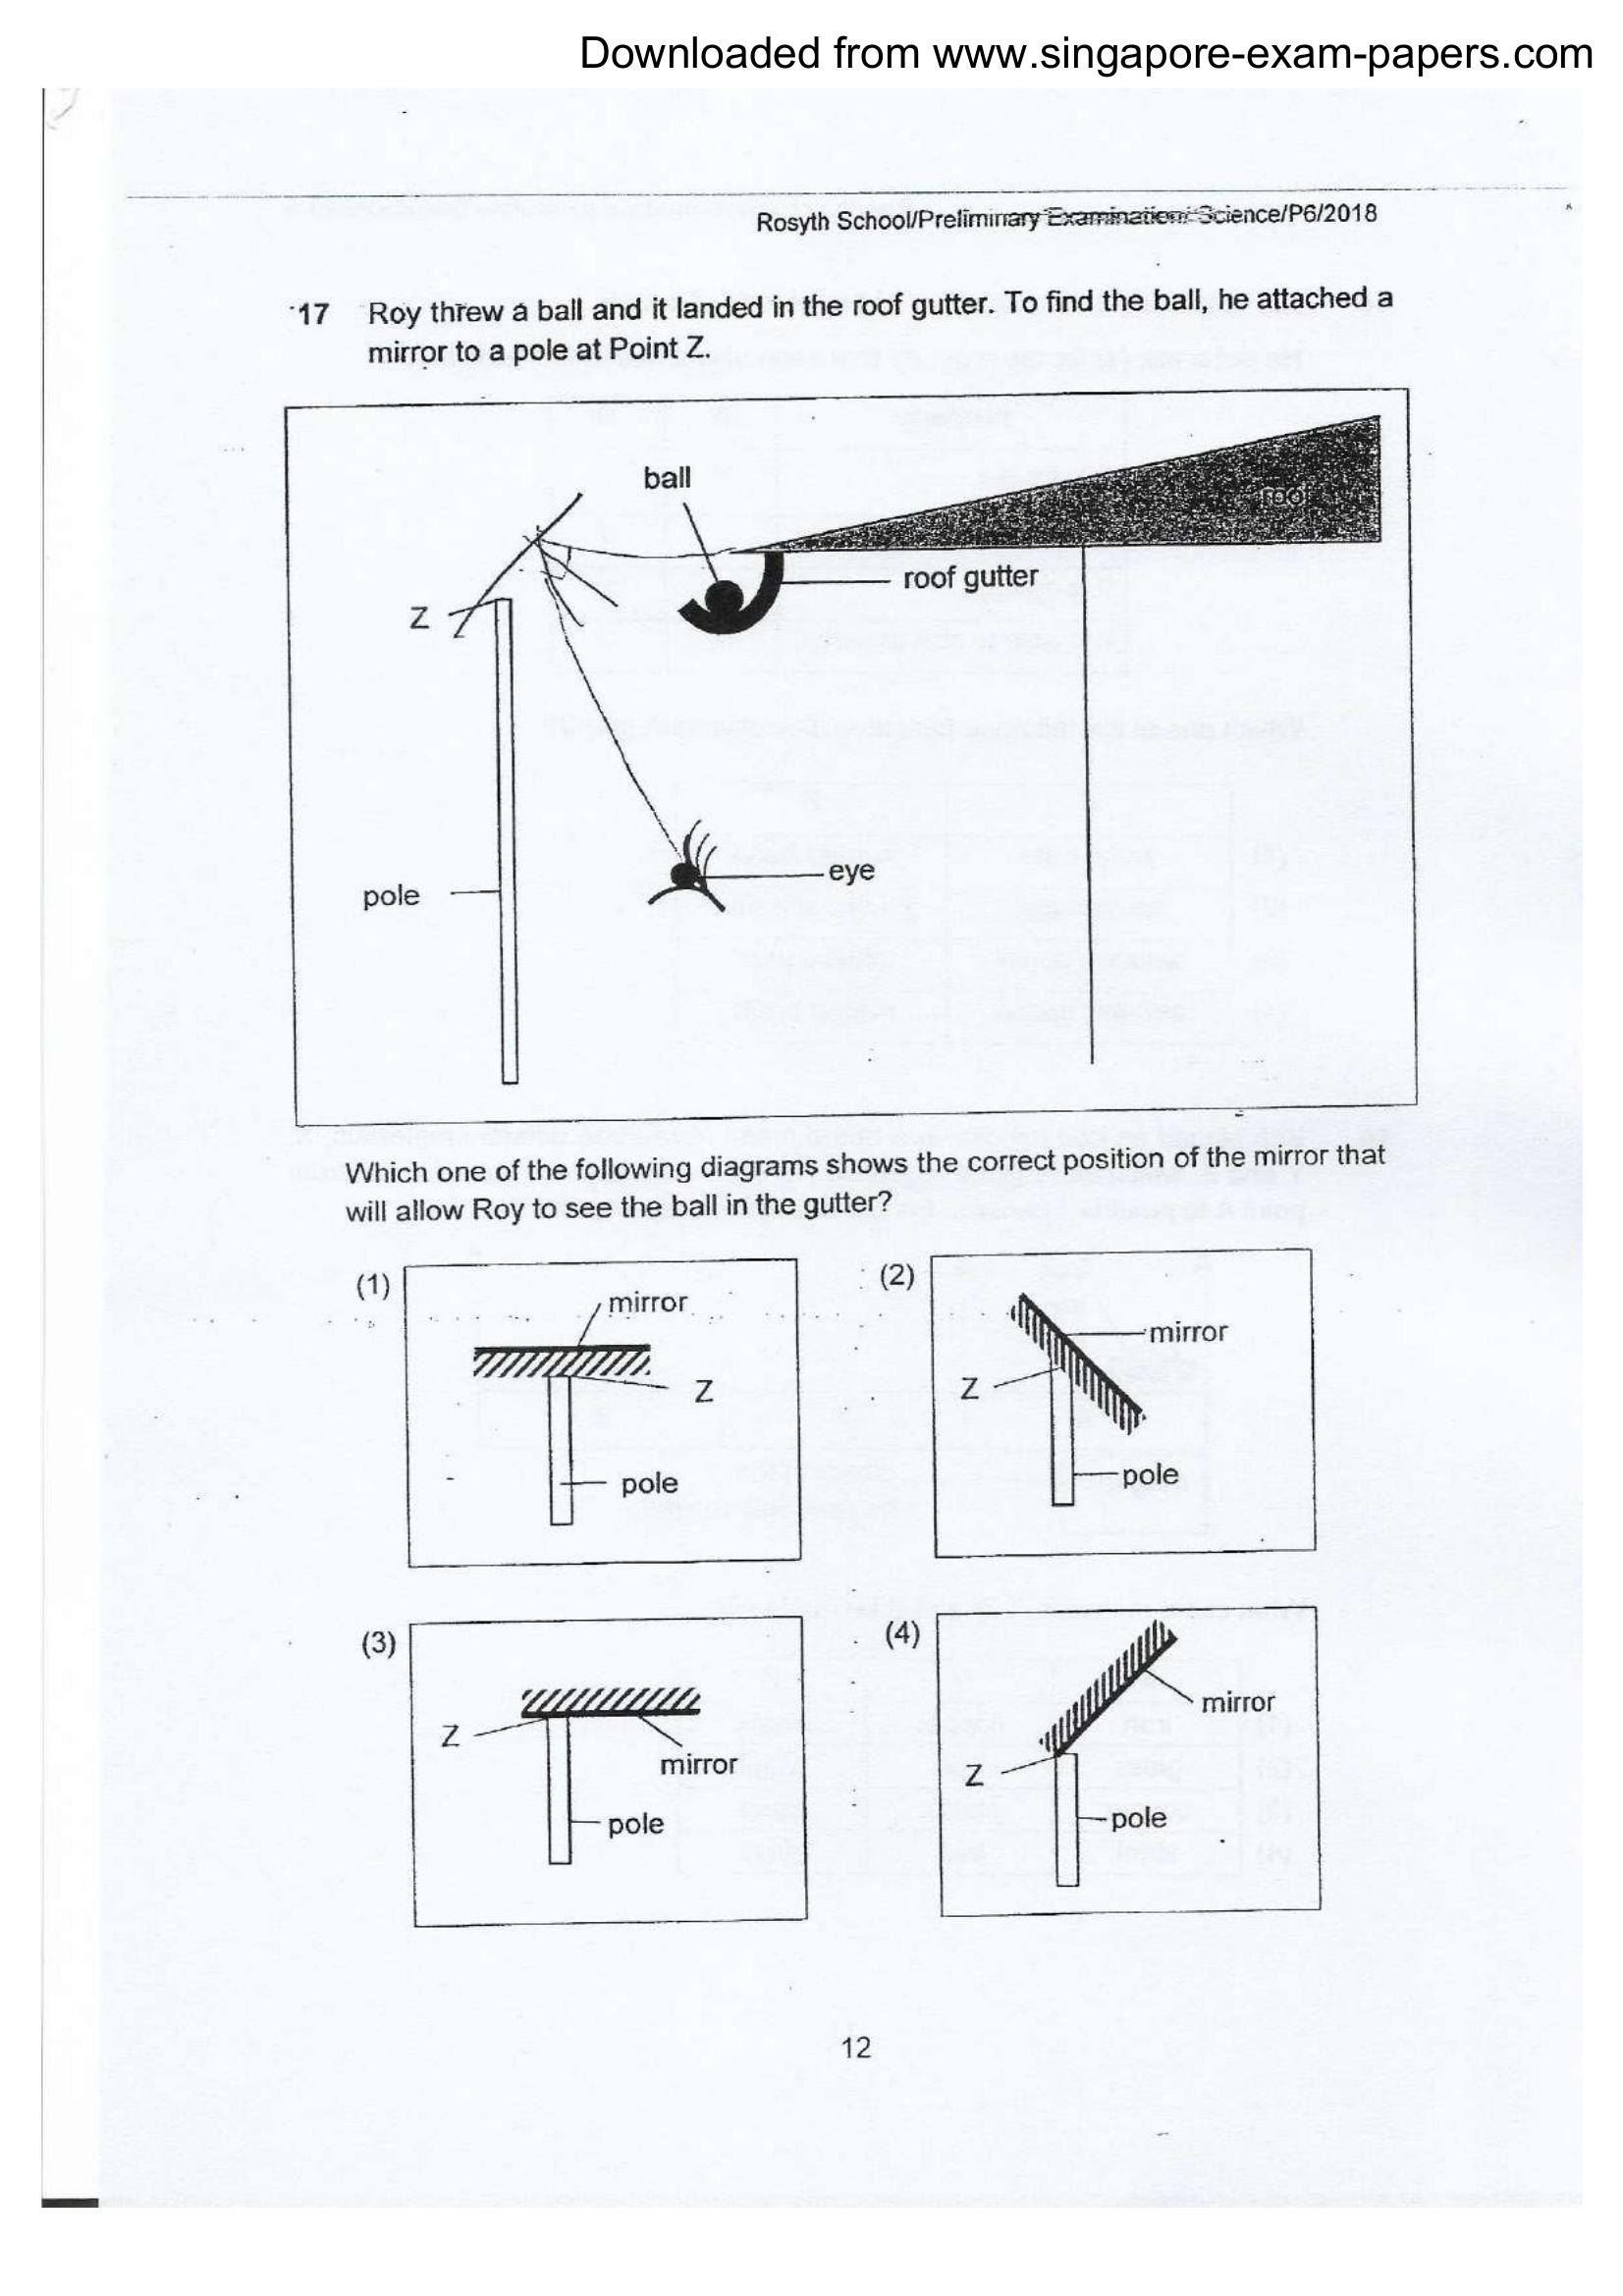 Downloaded from www.singapore-exam-papers.com
Rosyth School/Preliminary Examination/ Science/P6/2018
17 Roy threw a ball and it landed in the roof gutter. To find the ball, he attached a
mirror to a pole at Point Z.
ball
roof
roof gutter
Z
eye
pole
Which one of the following diagrams shows the correct position of the mirror that
will allow Roy to see the ball in the gutter?
(1)
mirror
Z
pole
(2)
mirror
Z
pole
(3)
Z
mirror
pole
(4)
mirror
Z
pole
12